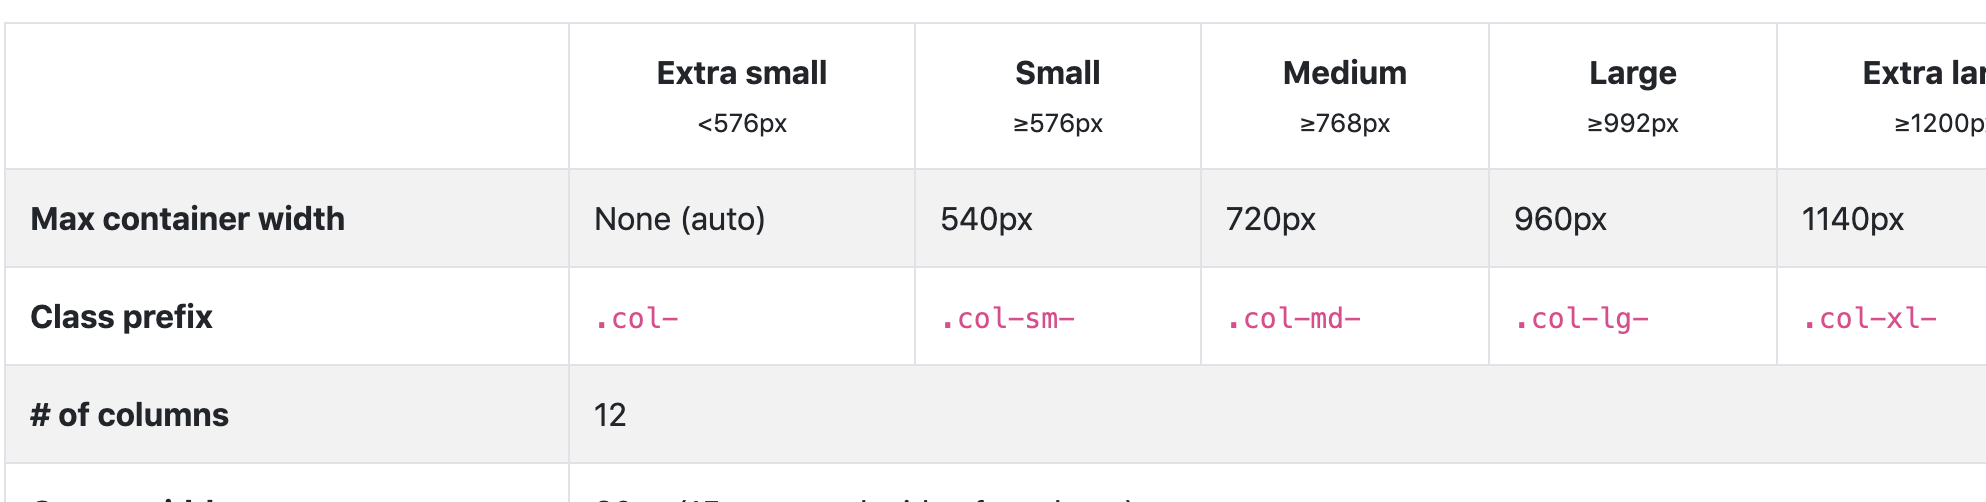 Extra small Small Medium Large Extra
<576px ≥576px ≥768px ≥992px
Max container width None (auto) 540px 720px 960px 1140px
Class prefix .col- .col-sm- .col-md- .col-lg- .col-xl-
# of columns 12